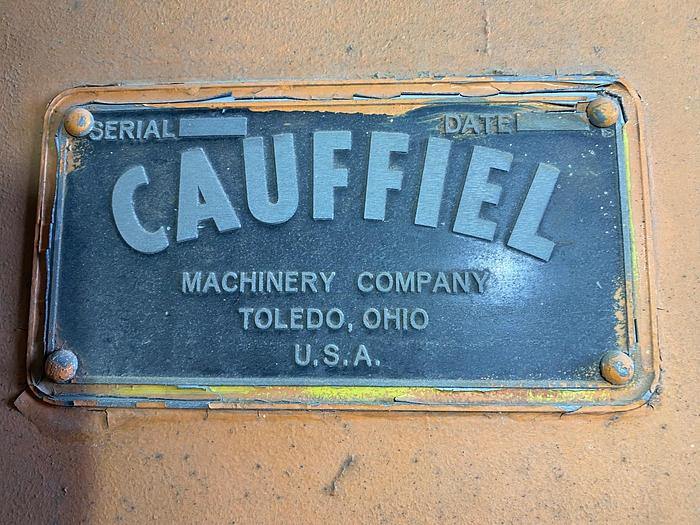 SERIAL DATE
CAUFFIEL
MACHINERY COMPANY
TOLEDO, OHIO
U.S.A.